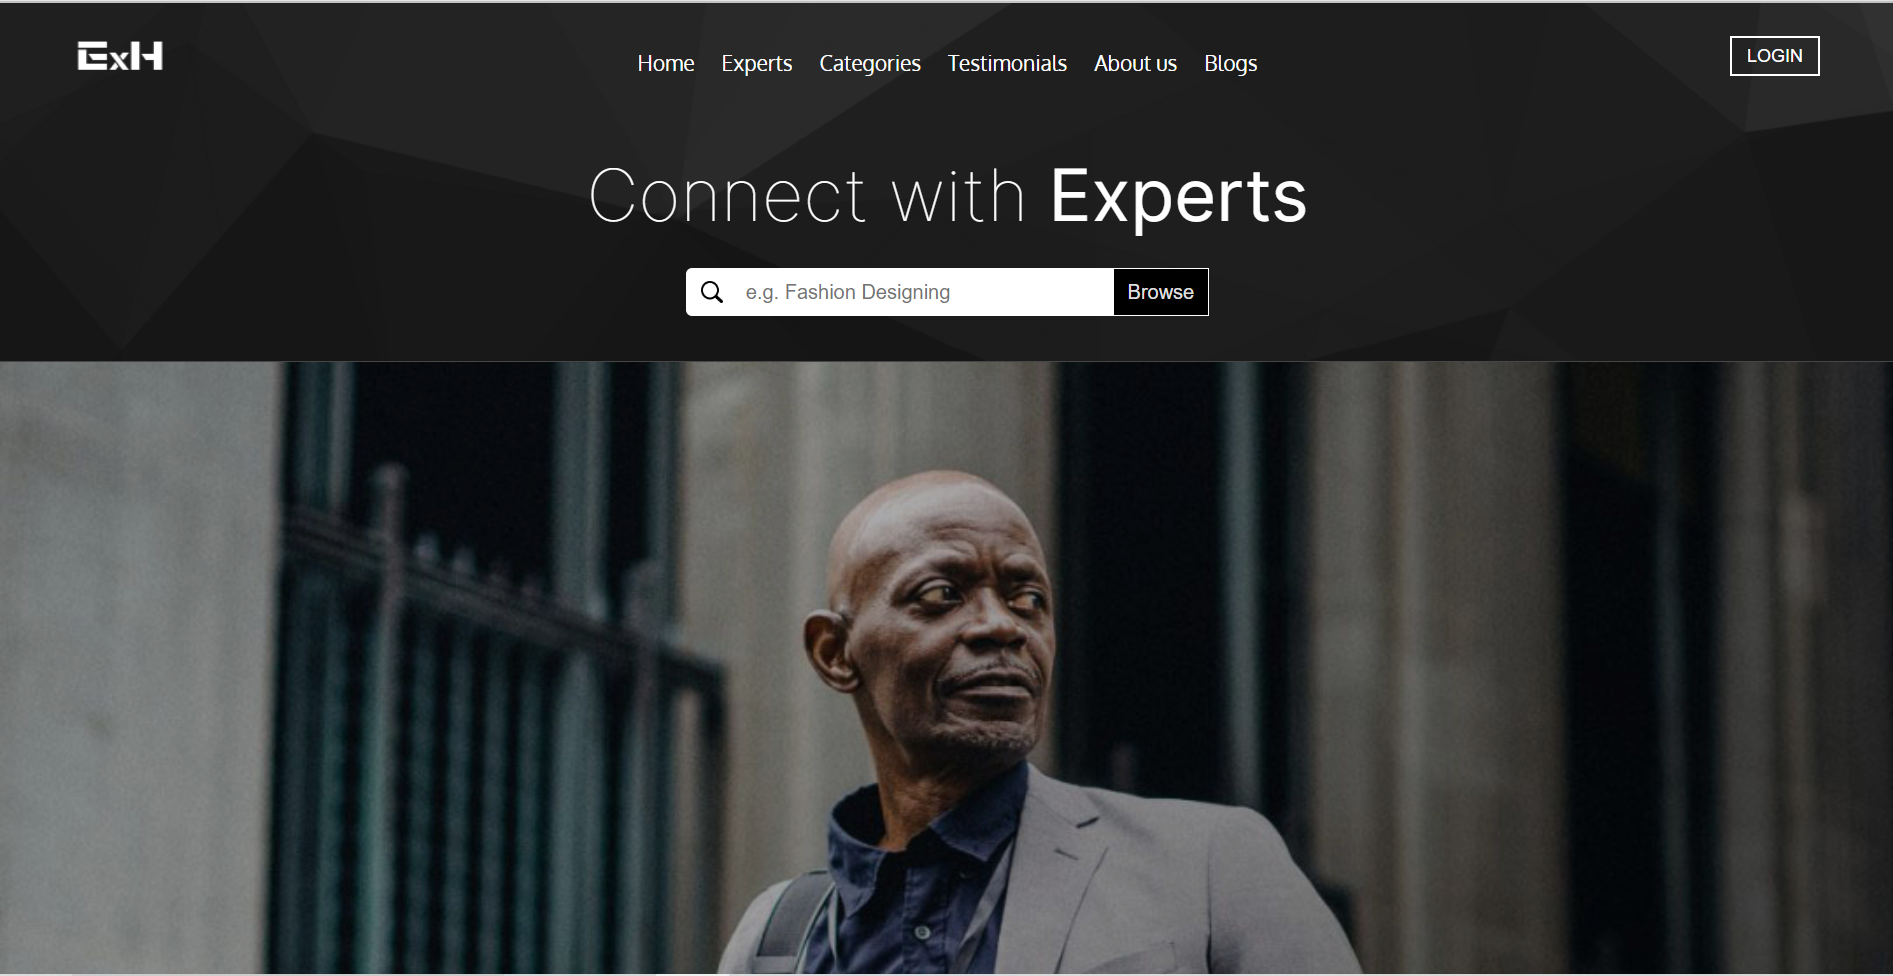 ExH
Home Experts Categories Testimonials About us Blogs
LOGIN
Connect with Experts
e.g. Fashion Designing
Browse